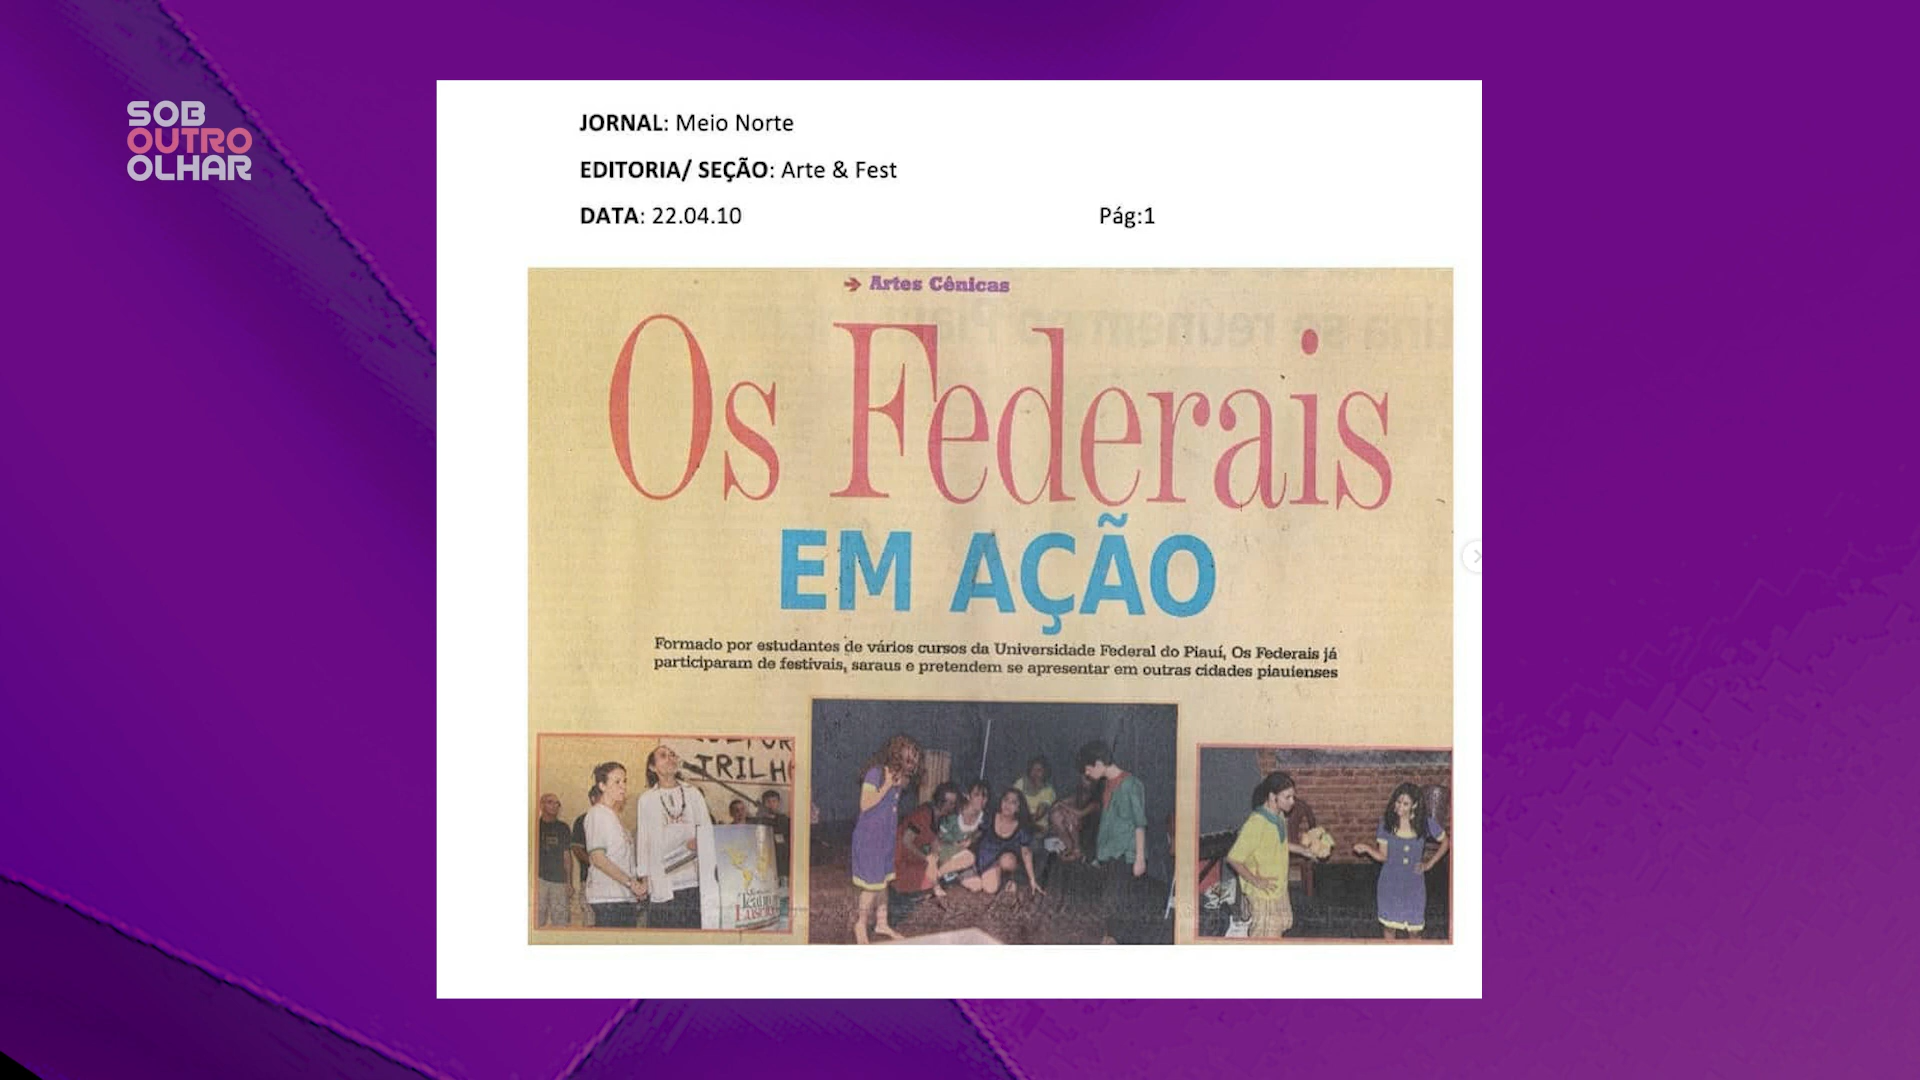 SOB
OUTRO
OLHAR
JORNAL: Meio Norte
EDITORIA/ SEÇÃO: Arte & Fest
DATA: 22.04.10 Pág:1
Artes Cênicas
Os Federais
EM AÇÃO
Formado por estudantes de vários cursos da Universidade Federal do Piauí, Os Federais já
participaram de festivais, saraus e pretendem se apresentar em outras cidades piauienses
TRILH